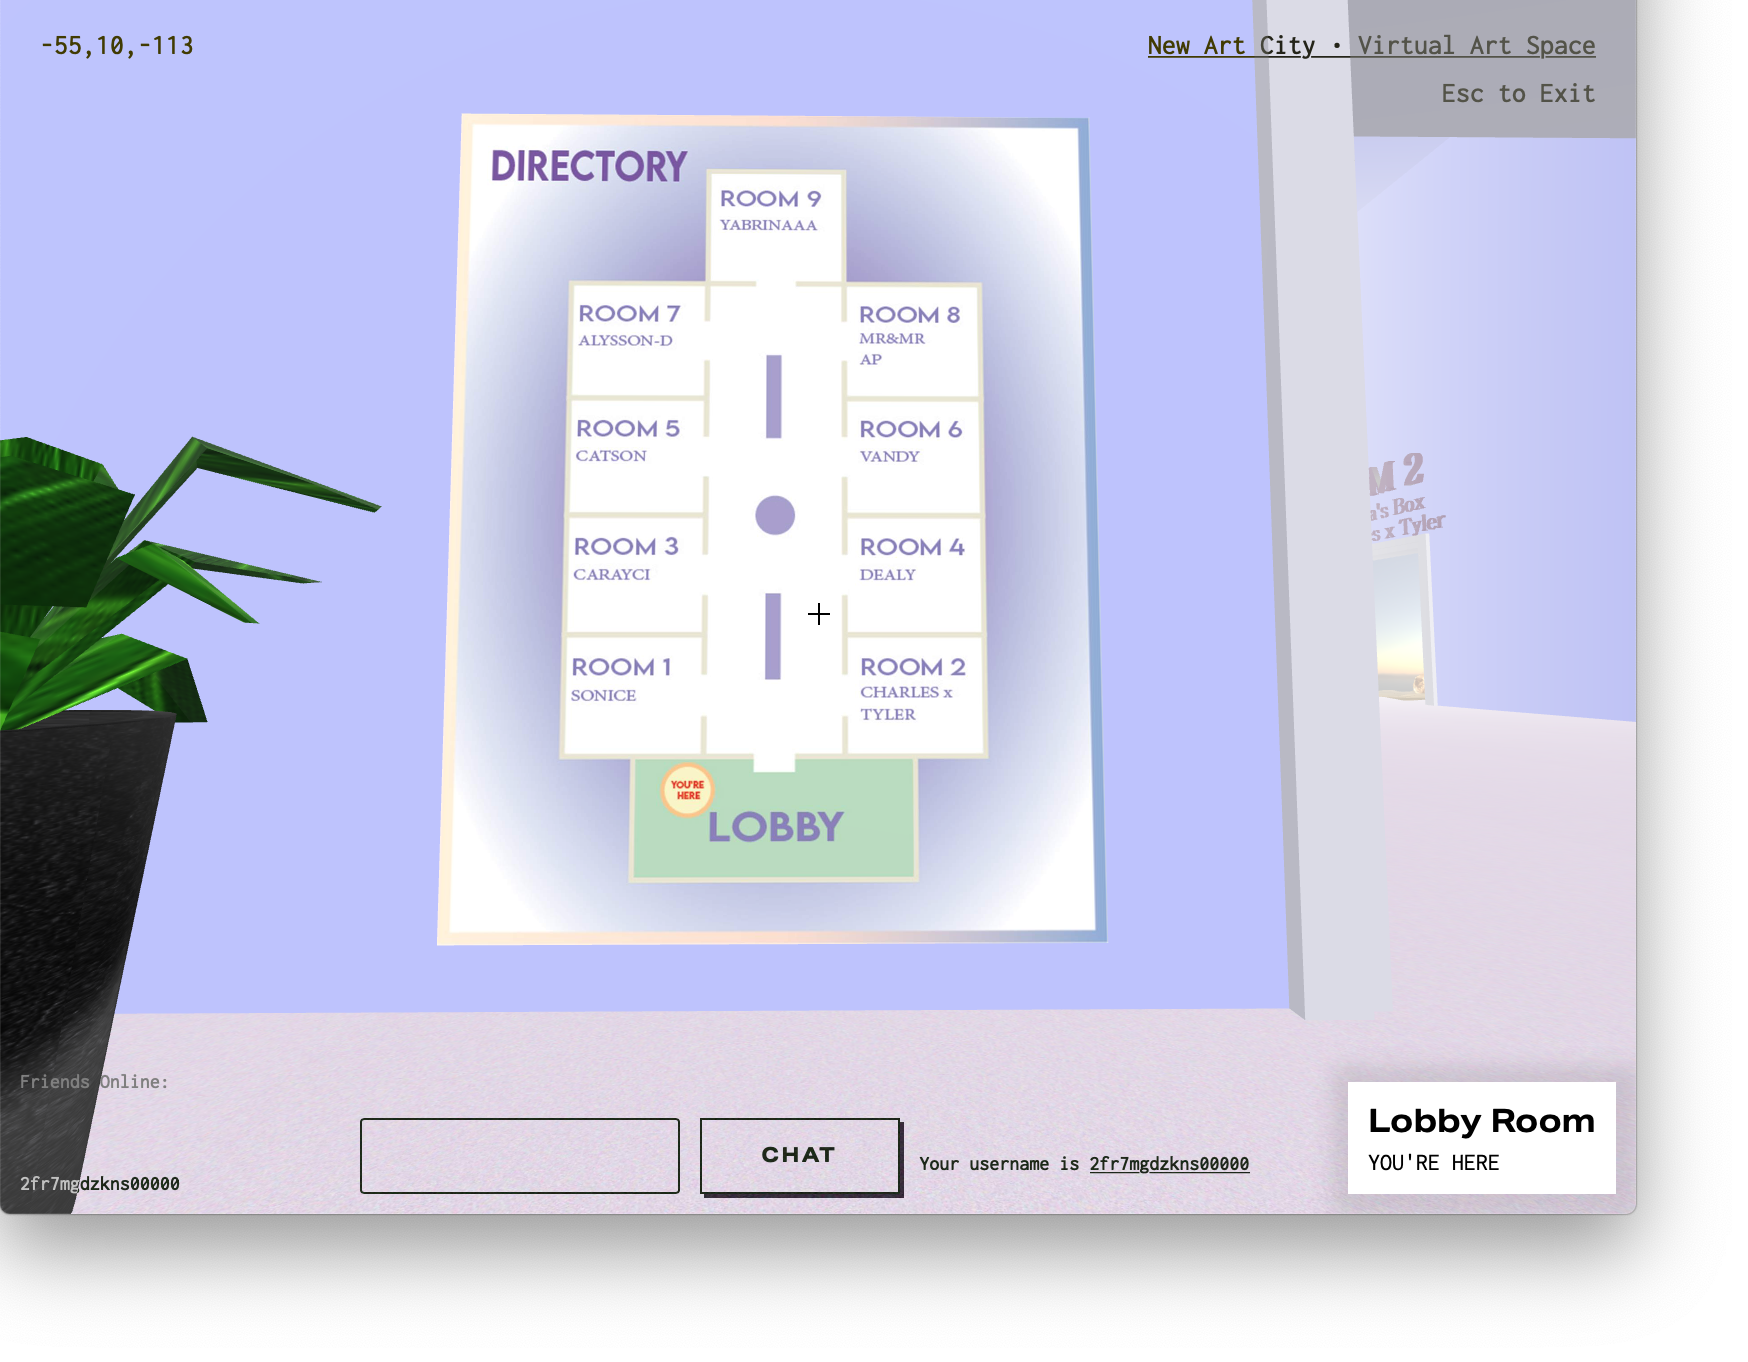 -55,10,-113
New Art City • Virtual Art Space
Esc to Exit
DIRECTORY
ROOM 9
YABRINAAA
ROOM 7
ALYSSON-D
ROOM 8
MR&MR
AP
ROOM 5
CATSON
ROOM 6
VANDY
ROOM 3
CARAYCI
ROOM 4
DEALY
ROOM 1
SONICE
ROOM 2
CHARLES x
TYLER
YOU'RE
HERE
LOBBY
M 2
a's Box
s x Tyler
Friends Online:
2fr7mgdzkns00000
CHAT
Your username is 2fr7mgdzkns00000
Lobby Room
YOU'RE HERE